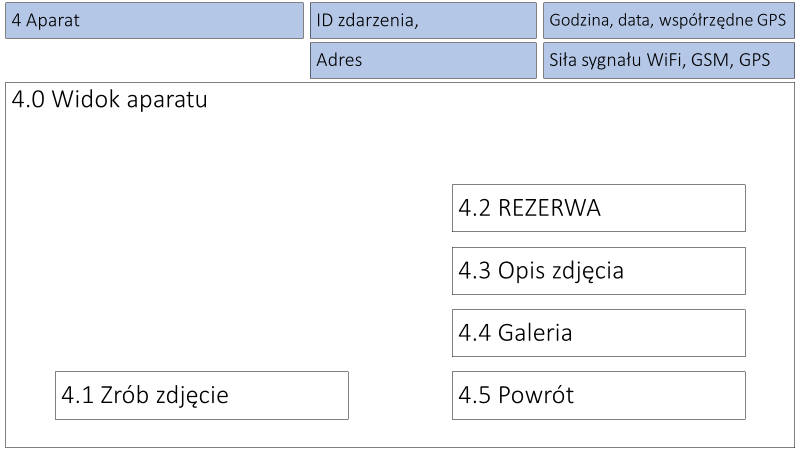 4 Aparat
ID zdarzenia,
Godzina, data, współrzędne GPS
Adres
Siła sygnału WiFi, GSM, GPS
4.0 Widok aparatu
4.2 REZERWA
4.3 Opis zdjęcia
4.4 Galeria
4.1 Zrób zdjęcie
4.5 Powrót